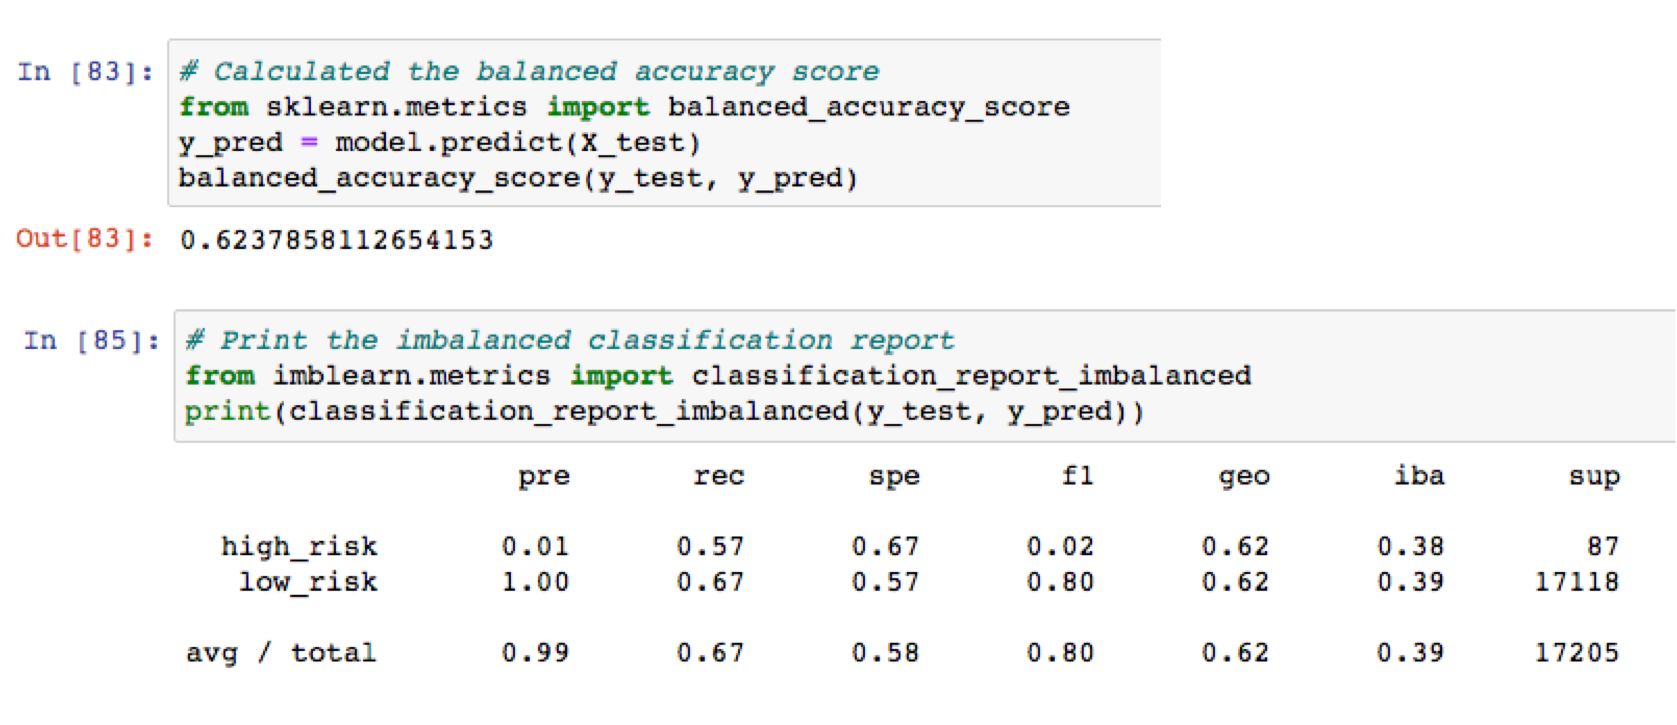 In [83]: # Calculated the balanced accuracy score
from sklearn.metrics import balanced_accuracy_score
y_pred = model.predict(X_test)
balanced_accuracy_score(y_test, y_pred)
Out[83]: 0.6237858112654153
In [85]: # Print the imbalanced classification report
from imblearn.metrics import classification_report_imbalanced
print(classification_report_imbalanced(y_test, y_pred))
pre rec spe f1 geo iba sup
high_risk 0.01 0.57 0.67 0.02 0.62 0.38 87
low_risk 1.00 0.67 0.57 0.80 0.62 0.39 17118
avg / total 0.99 0.67 0.58 0.80 0.62 0.39 17205